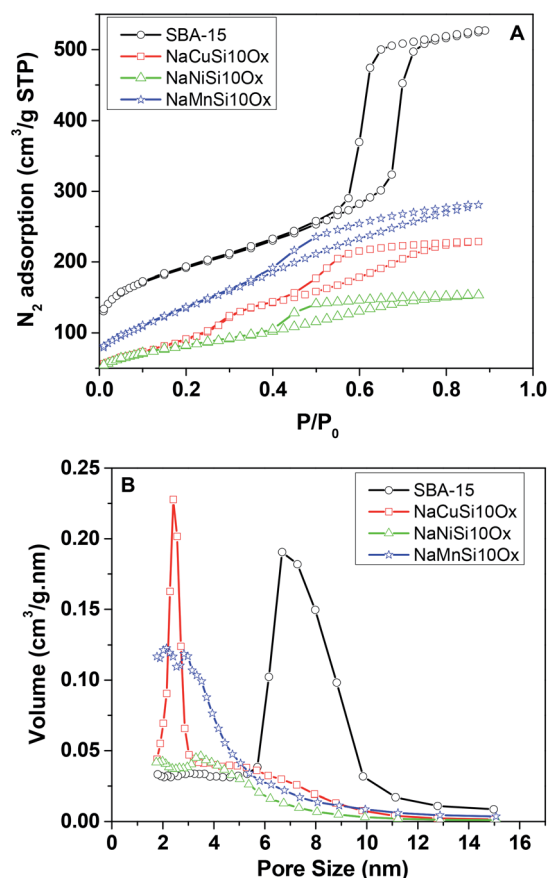 A
SBA-15
NaCuSi10Ox
NaNiSi10Ox
NaMnSi10Ox
500
400
300
200
100
N2 adsorption (cm3/g STP)
0.0 0.2 0.4 0.6 0.8 1.0
P/P0
B
SBA-15
NaCuSi10Ox
NaNiSi10Ox
NaMnSi10Ox
0.25
0.20
0.15
0.10
0.05
0.00
Volume (cm3/g.nm)
0 2 4 6 8 10 12 14 16
Pore Size (nm)